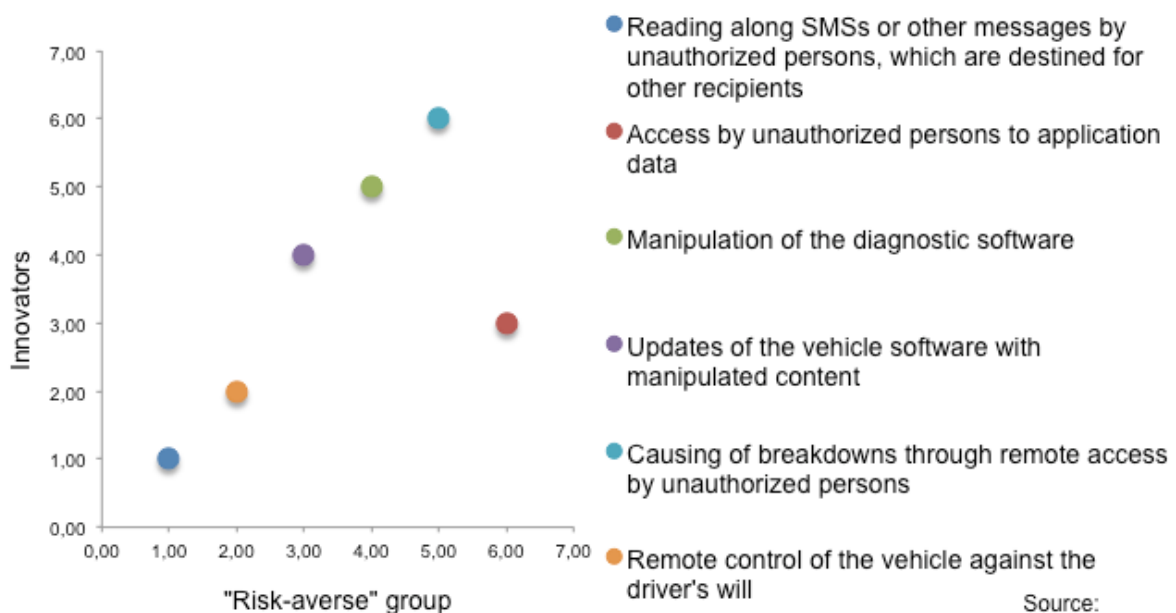 7,00
6,00
5,00
4,00
3,00
2,00
1,00
0,00
Innovators
0,00 1,00 2,00 3,00 4,00 5,00 6,00 7,00
"Risk-averse" group
Reading along SMSs or other messages by
unauthorized persons, which are destined for
other recipients
Access by unauthorized persons to application
data
Manipulation of the diagnostic software
Updates of the vehicle software with
manipulated content
Causing of breakdowns through remote access
by unauthorized persons
Remote control of the vehicle against the
driver's will
Source: